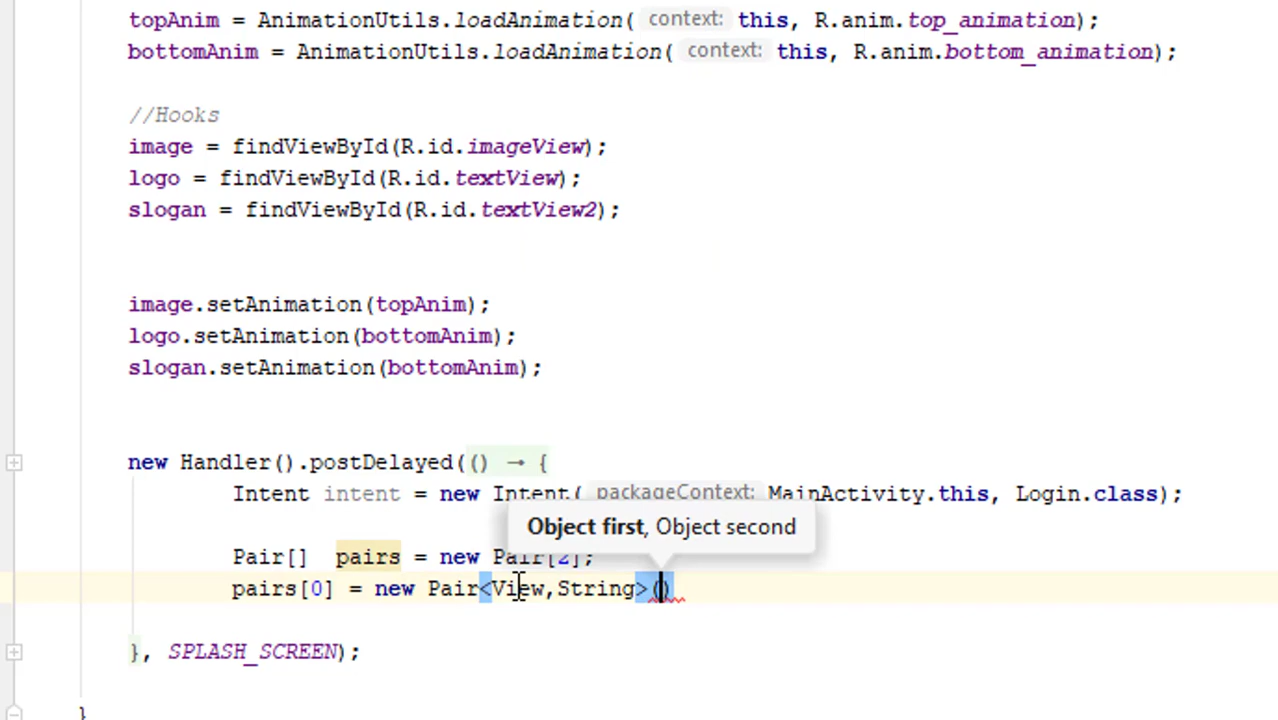 topAnim = AnimationUtils.loadAnimation( context: this, R.anim.top_animation);
bottomAnim = AnimationUtils.loadAnimation( context: this, R.anim.bottom_animation);
//Hooks
image = findViewById(R.id.imageView);
logo = findViewById(R.id.textView);
slogan = findViewById(R.id.textView2);
image.setAnimation(topAnim);
logo.setAnimation(bottomAnim);
slogan.setAnimation(bottomAnim);
new Handler().postDelayed(() → {
Intent intent = new Intent( packageContext: MainActivity.this, Login.class);
Object first, Object second
Pair[] pairs = new Pair[2];
pairs[0] = new Pair<View,String>()
}, SPLASH_SCREEN);
}